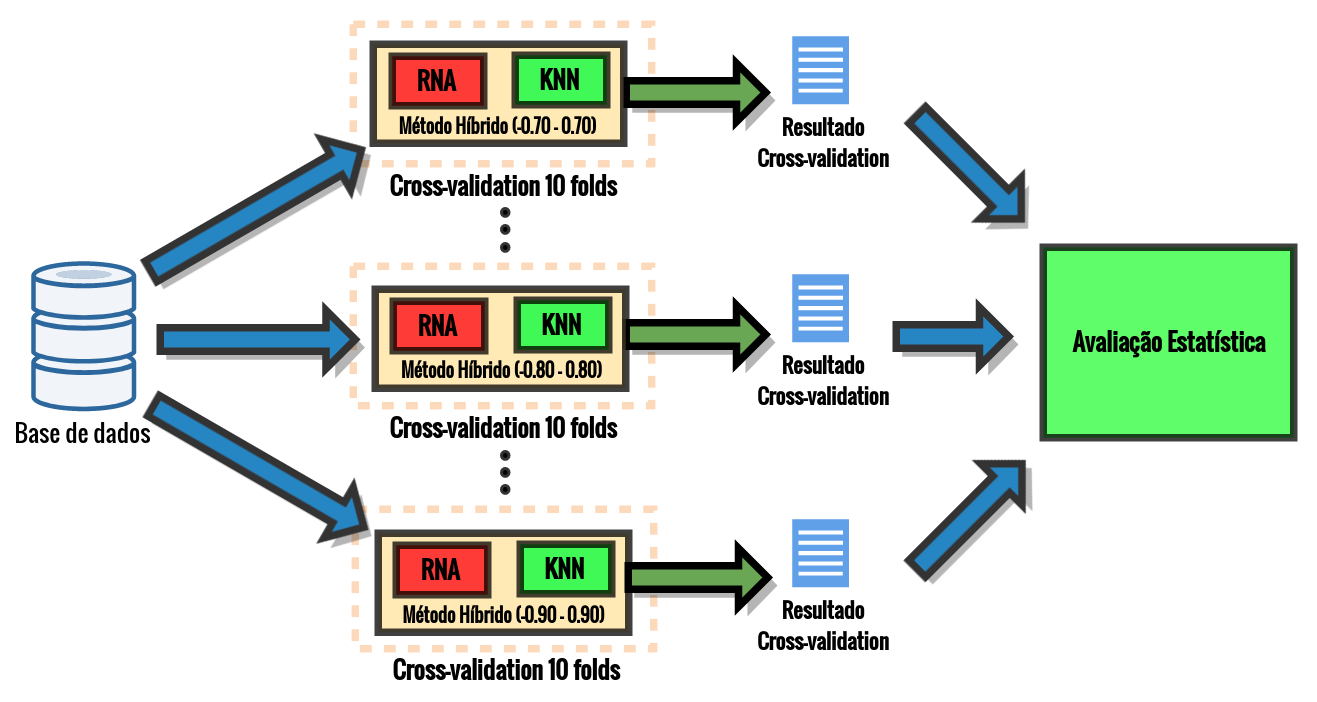 RNA
KNN
Método Híbrido (-0.70 - 0.70)
Cross-validation 10 folds
Resultado
Cross-validation
Base de dados
RNA
KNN
Método Híbrido (-0.80 - 0.80)
Cross-validation 10 folds
Resultado
Cross-validation
Avaliação Estatística
RNA
KNN
Método Híbrido (-0.90 - 0.90)
Cross-validation 10 folds
Resultado
Cross-validation